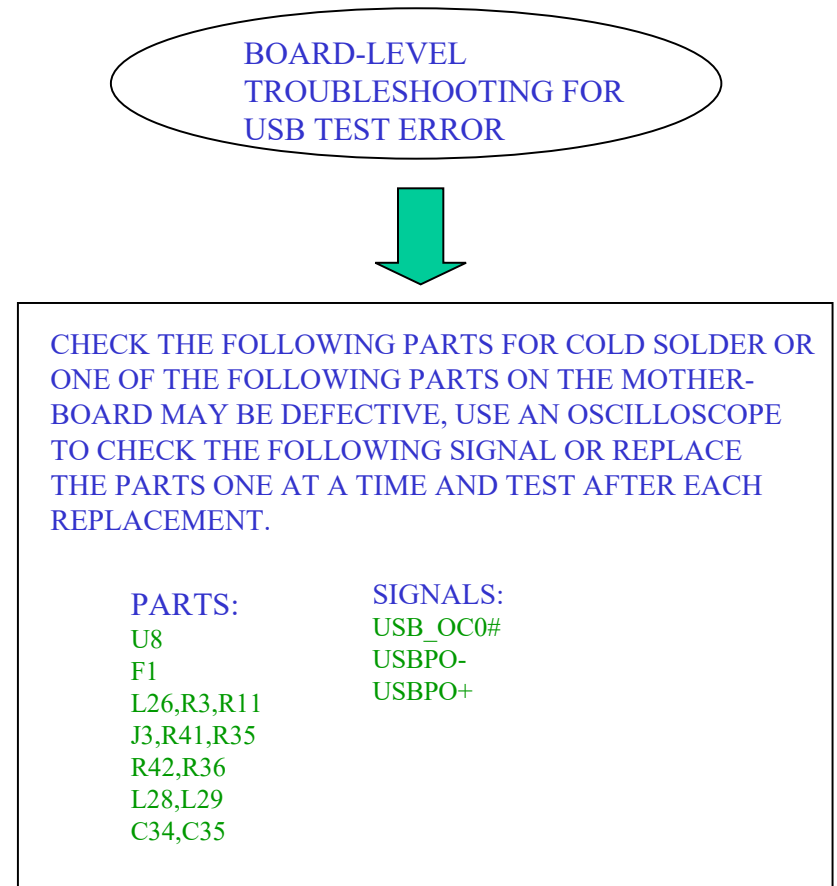 BOARD-LEVEL
TROUBLESHOOTING FOR
USB TEST ERROR
CHECK THE FOLLOWING PARTS FOR COLD SOLDER OR
ONE OF THE FOLLOWING PARTS ON THE MOTHER-
BOARD MAY BE DEFECTIVE, USE AN OSCILLOSCOPE
TO CHECK THE FOLLOWING SIGNAL OR REPLACE
THE PARTS ONE AT A TIME AND TEST AFTER EACH
REPLACEMENT.
PARTS:
U8
F1
L26,R3,R11
J3,R41,R35
R42,R36
L28,L29
C34,C35
SIGNALS:
USB_OC0#
USBPO-
USBPO+